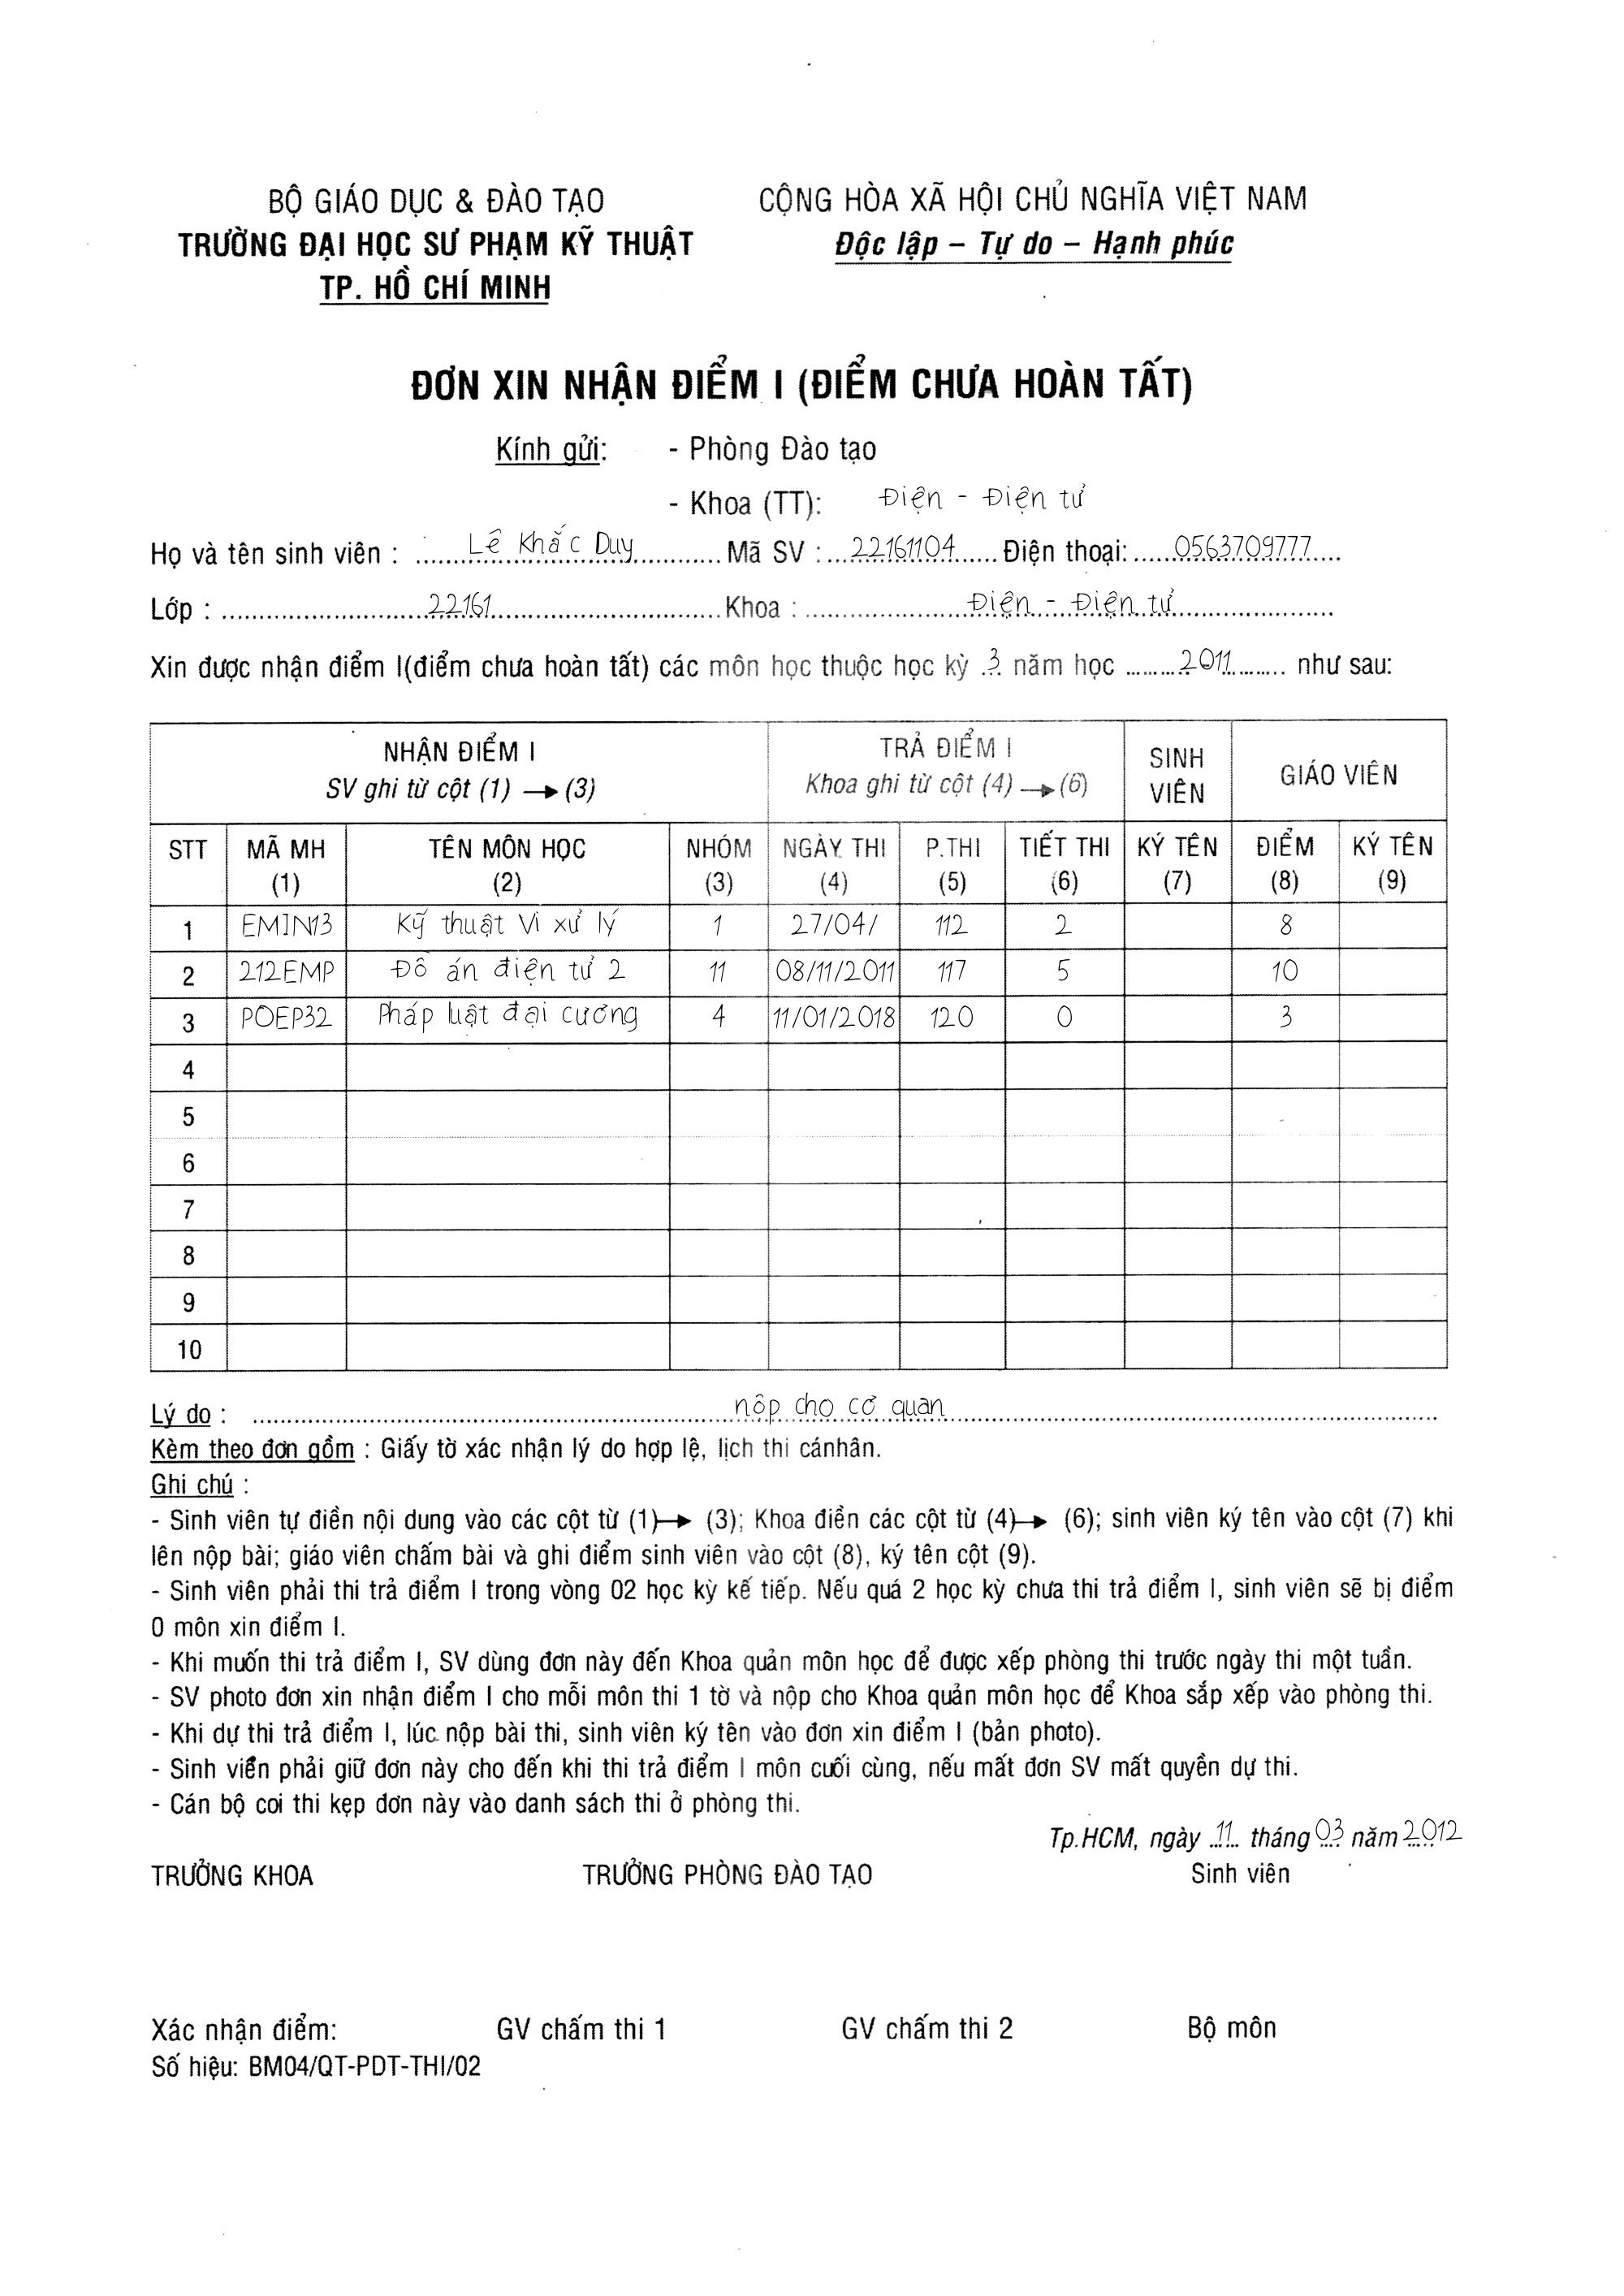 BỘ GIÁO DỤC & ĐÀO TẠO CỘNG HÒA XÃ HỘI CHỦ NGHĨA VIỆT NAM
TRƯỜNG ĐẠI HỌC SƯ PHẠM KỸ THUẬT Độc lập – Tự do – Hạnh phúc
TP. HỒ CHÍ MINH
ĐƠN XIN NHẬN ĐIỂM I (ĐIỂM CHƯA HOÀN TẤT)
Kính gửi: - Phòng Đào tạo
- Khoa (TT): Điện - Điện tử
Họ và tên sinh viên : Lê Khắc Duy Mã SV : 22161104 Điện thoại: 0563709777
Lớp : 22161 Khoa : Điện - Điện tử
Xin được nhận điểm I(điểm chưa hoàn tất) các môn học thuộc học kỳ 3 năm học 2011 như sau:
NHẬN ĐIỂM I TRẢ ĐIỂM I SINH VIÊN GIÁO VIÊN
SV ghi từ cột (1) → (3) Khoa ghi từ cột (4) → (6)
STT MÃ MH TÊN MÔN HỌC NHÓM NGÀY THI P.THI TIẾT THI KÝ TÊN ĐIỂM KÝ TÊN
(1) (2) (3) (4) (5) (6) (7) (8) (9)
1 EMIN13 Kỹ thuật Vi xử lý 1 27/04/ 112 2 8
2 212EMP Đồ án điện tử 2 11 08/11/2011 117 5 10
3 POEP32 Pháp luật đại cương 4 11/01/2018 120 0 3
4
5
6
7
8
9
10
Lý do : nộp cho cơ quan
Kèm theo đơn gồm : Giấy tờ xác nhận lý do hợp lệ, lịch thi cánhân.
Ghi chú :
- Sinh viên tự điền nội dung vào các cột từ (1)→ (3); Khoa điền các cột từ (4)→ (6); sinh viên ký tên vào cột (7) khi
lên nộp bài; giáo viên chấm bài và ghi điểm sinh viên vào cột (8), ký tên cột (9).
- Sinh viên phải thi trả điểm I trong vòng 02 học kỳ kế tiếp. Nếu quá 2 học kỳ chưa thi trả điểm I, sinh viên sẽ bị điểm
0 môn xin điểm I.
- Khi muốn thi trả điểm I, SV dùng đơn này đến Khoa quản môn học để được xếp phòng thi trước ngày thi một tuần.
- SV photo đơn xin nhận điểm I cho mỗi môn thi 1 tờ và nộp cho Khoa quản môn học để Khoa sắp xếp vào phòng thi.
- Khi dự thi trả điểm I, lúc nộp bài thi, sinh viên ký tên vào đơn xin điểm I (bản photo).
- Sinh viển phải giữ đơn này cho đến khi thi trả điểm I môn cuối cùng, nếu mất đơn SV mất quyền dự thi.
- Cán bộ coi thi kẹp đơn này vào danh sách thi ở phòng thi.
Tp.HCM, ngày 11 tháng 03 năm 2012
TRƯỞNG KHOA TRƯỞNG PHÒNG ĐÀO TẠO Sinh viên
Xác nhận điểm: GV chấm thi 1 GV chấm thi 2 Bộ môn
Số hiệu: BM04/QT-PDT-THI/02